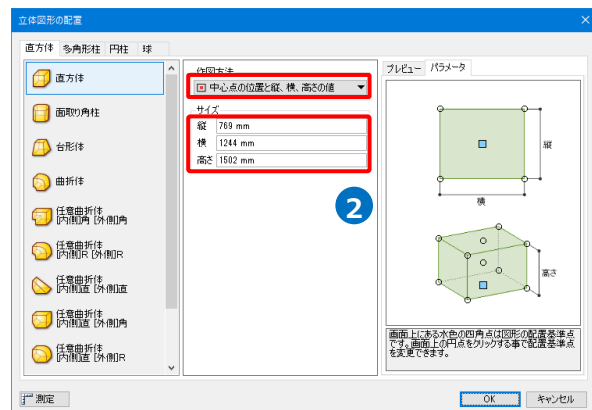 立体図形の配置
直方体 多角形柱 円柱 球
直方体
面取り角柱
台形体
曲折体
任意曲折体
[内側]角 [外側]角
任意曲折体
[内側]R [外側]R
任意曲折体
[内側]直 [外側]直
任意曲折体
[内側]直 [外側]角
任意曲折体
[内側]直 [外側]R
作図方法
中心点の位置と縦、横、高さの値
サイズ
縦 769 mm
横 1244 mm
高さ 1502 mm
2
プレビュー パラメータ
縦
横
高さ
画面上にある水色の四角点は図形の配置基準点
です。画面上の円点をクリックする事で配置基準点
を変更できます。
測定
OK キャンセル